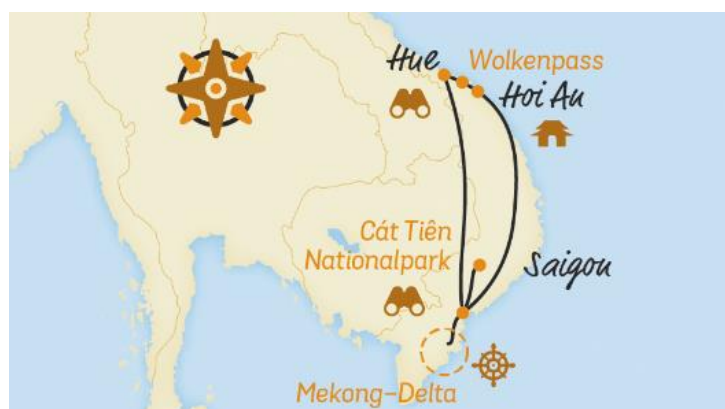 Hue
Wolkenpass
Hoi An
Cát Tiên
Nationalpark
Saigon
Mekong-Delta